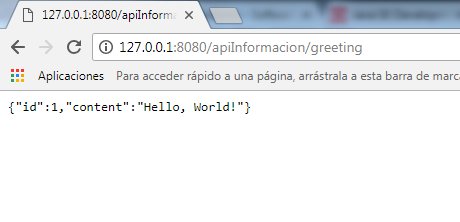 127.0.0.1:8080/apiInforma
127.0.0.1:8080/apiInformacion/greeting
Aplicaciones Para acceder rápido a una página, arrástrala a esta barra de marca
{"id":1,"content":"Hello, World!"}